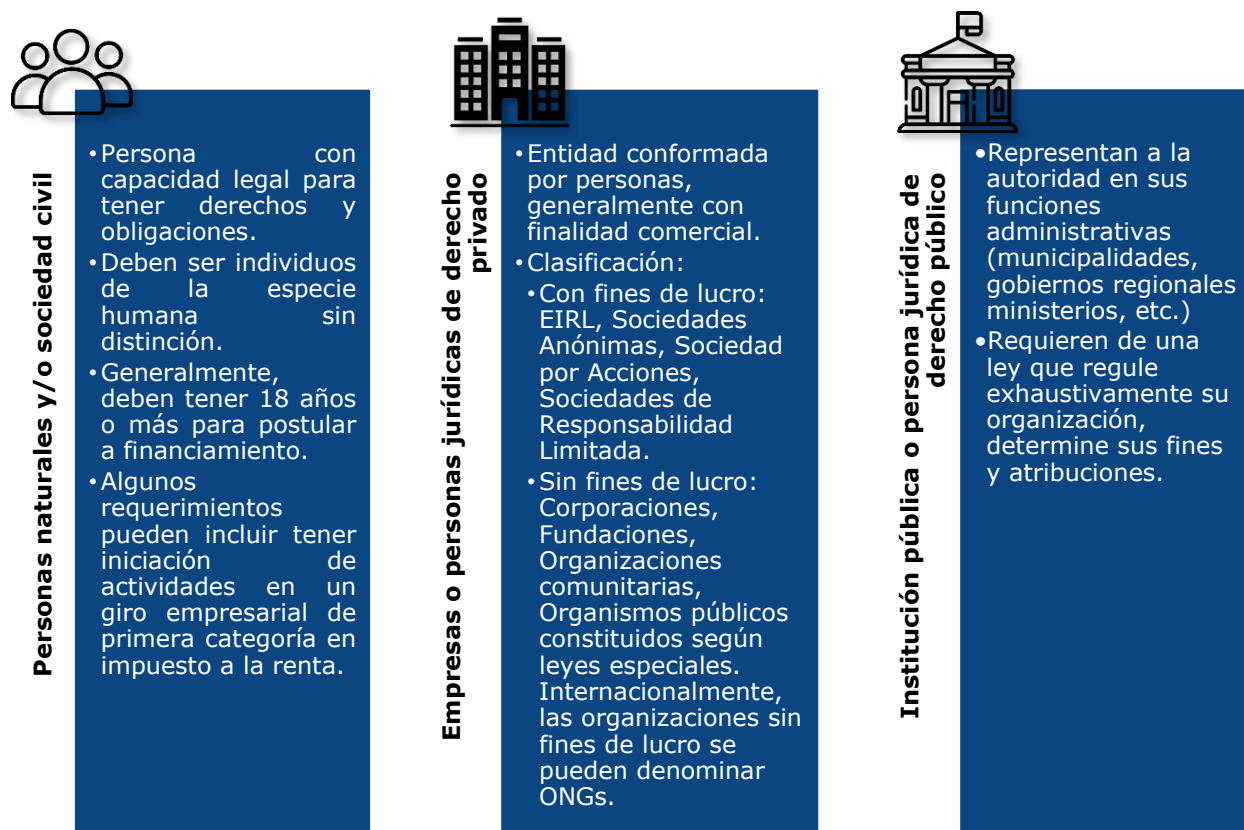 Personas naturales y/o sociedad civil
•Persona con
capacidad legal para
tener derechos y
obligaciones.
•Deben ser individuos
de la especie
humana sin
distinción.
•Generalmente,
deben tener 18 años
o más para postular
a financiamiento.
•Algunos
requerimientos
pueden incluir tener
iniciación de
actividades en un
giro empresarial de
primera categoría en
impuesto a la renta.
Empresas o personas jurídicas de derecho
privado
•Entidad conformada
por personas,
generalmente con
finalidad comercial.
•Clasificación:
•Con fines de lucro:
EIRL, Sociedades
Anónimas, Sociedad
por Acciones,
Sociedades de
Responsabilidad
Limitada.
•Sin fines de lucro:
Corporaciones,
Fundaciones,
Organizaciones
comunitarias,
Organismos públicos
constituidos según
leyes especiales.
Internacionalmente,
las organizaciones sin
fines de lucro se
pueden denominar
ONGs.
Institución pública o persona jurídica de
derecho público
•Representan a la
autoridad en sus
funciones
administrativas
(municipalidades,
gobiernos regionales
ministerios, etc.)
•Requieren de una
ley que regule
exhaustivamente su
organización,
determine sus fines
y atribuciones.